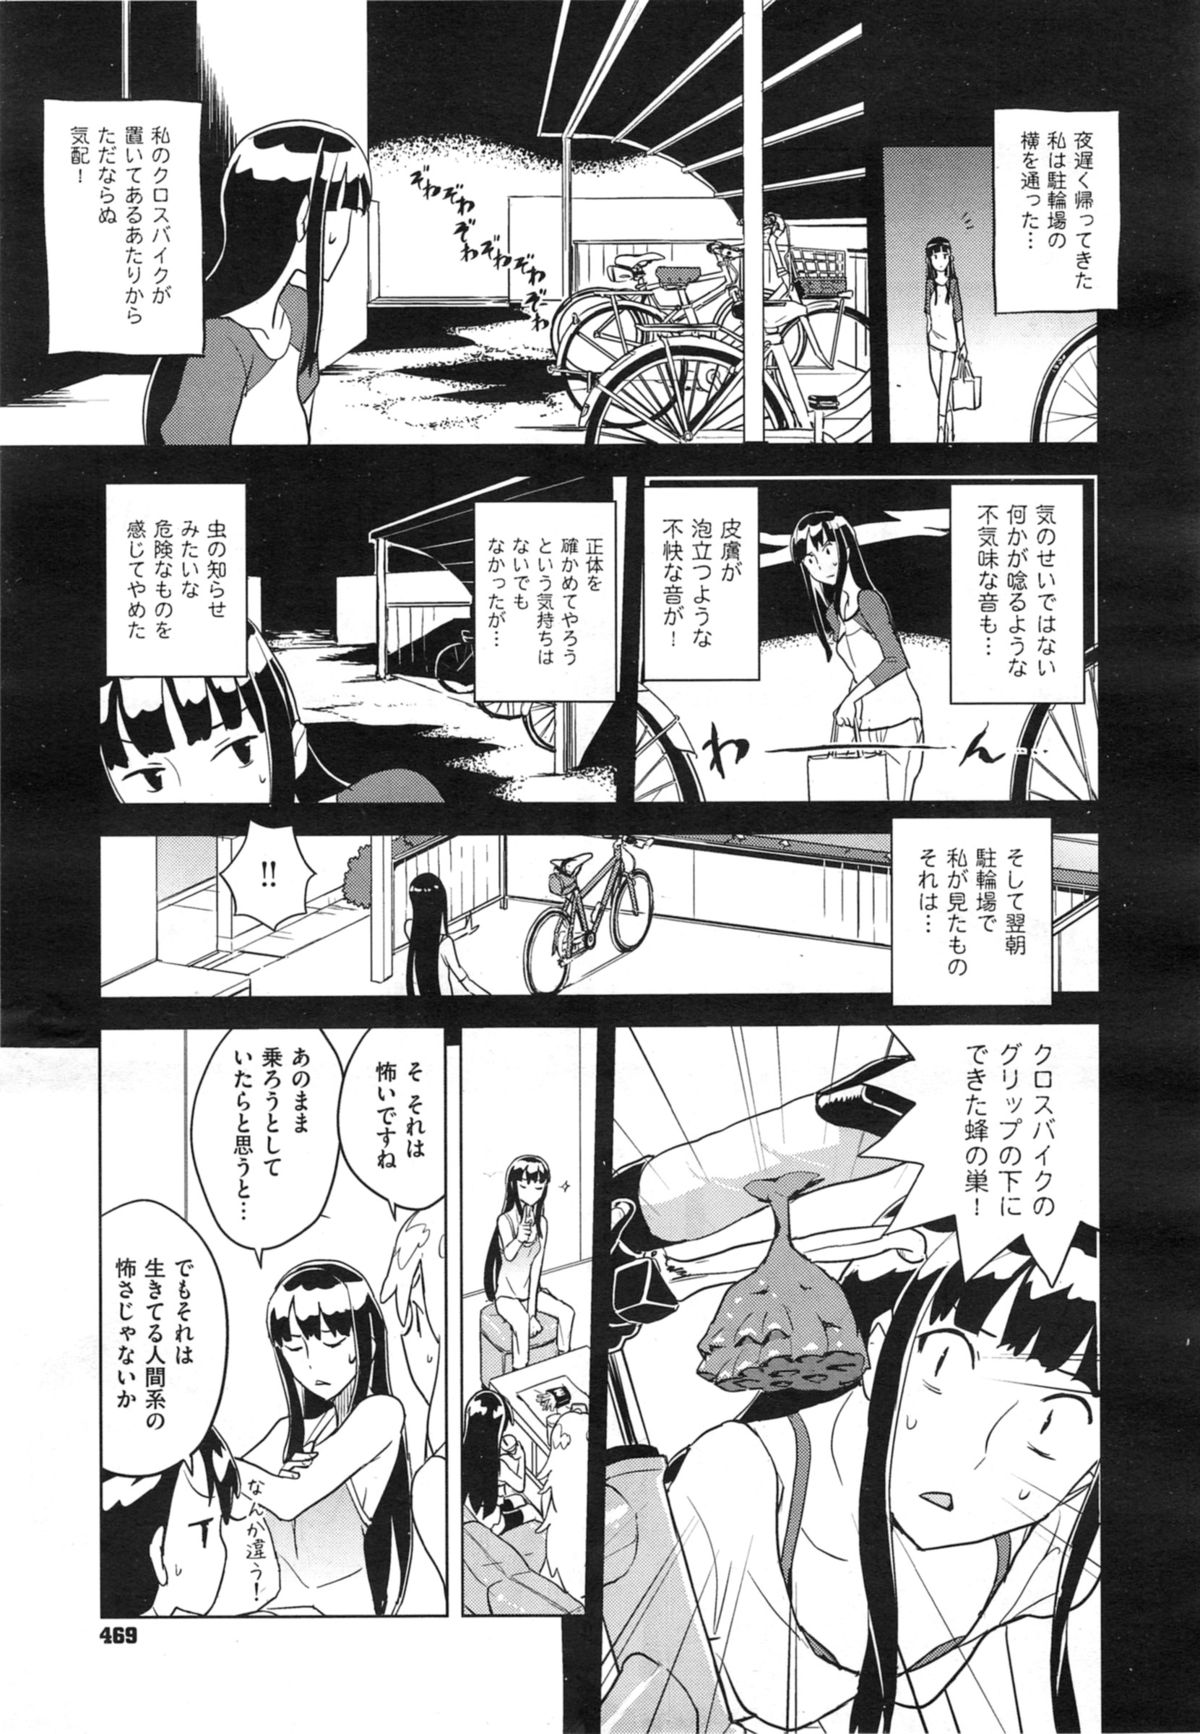 夜遅く帰ってきた
私は駐輪場の
横を通った…
ぞわ
ぞわ
ぞわ
ぞわ
ぞわ
私のクロスバイクが
置いてあるあたりから
ただならぬ
気配！
気のせいではない
何かが唸るような
不気味な音も…
わ
ん
皮膚が
泡立つような
不快な音が！
正体を
確かめてやろう
という気持ちは
ないでも
なかったが…
虫の知らせ
みたいな
危険なものを
感じてやめた
そして翌朝
駐輪場で
私が見たもの
それは…
!!
クロスバイクの
グリップの下に
できた蜂の巣！
そ それは
怖いですね
あのまま
乗ろうとして
いたらと思うと…
でもそれは
生きてる人間系の
怖さじゃないか
なんか違う！
469